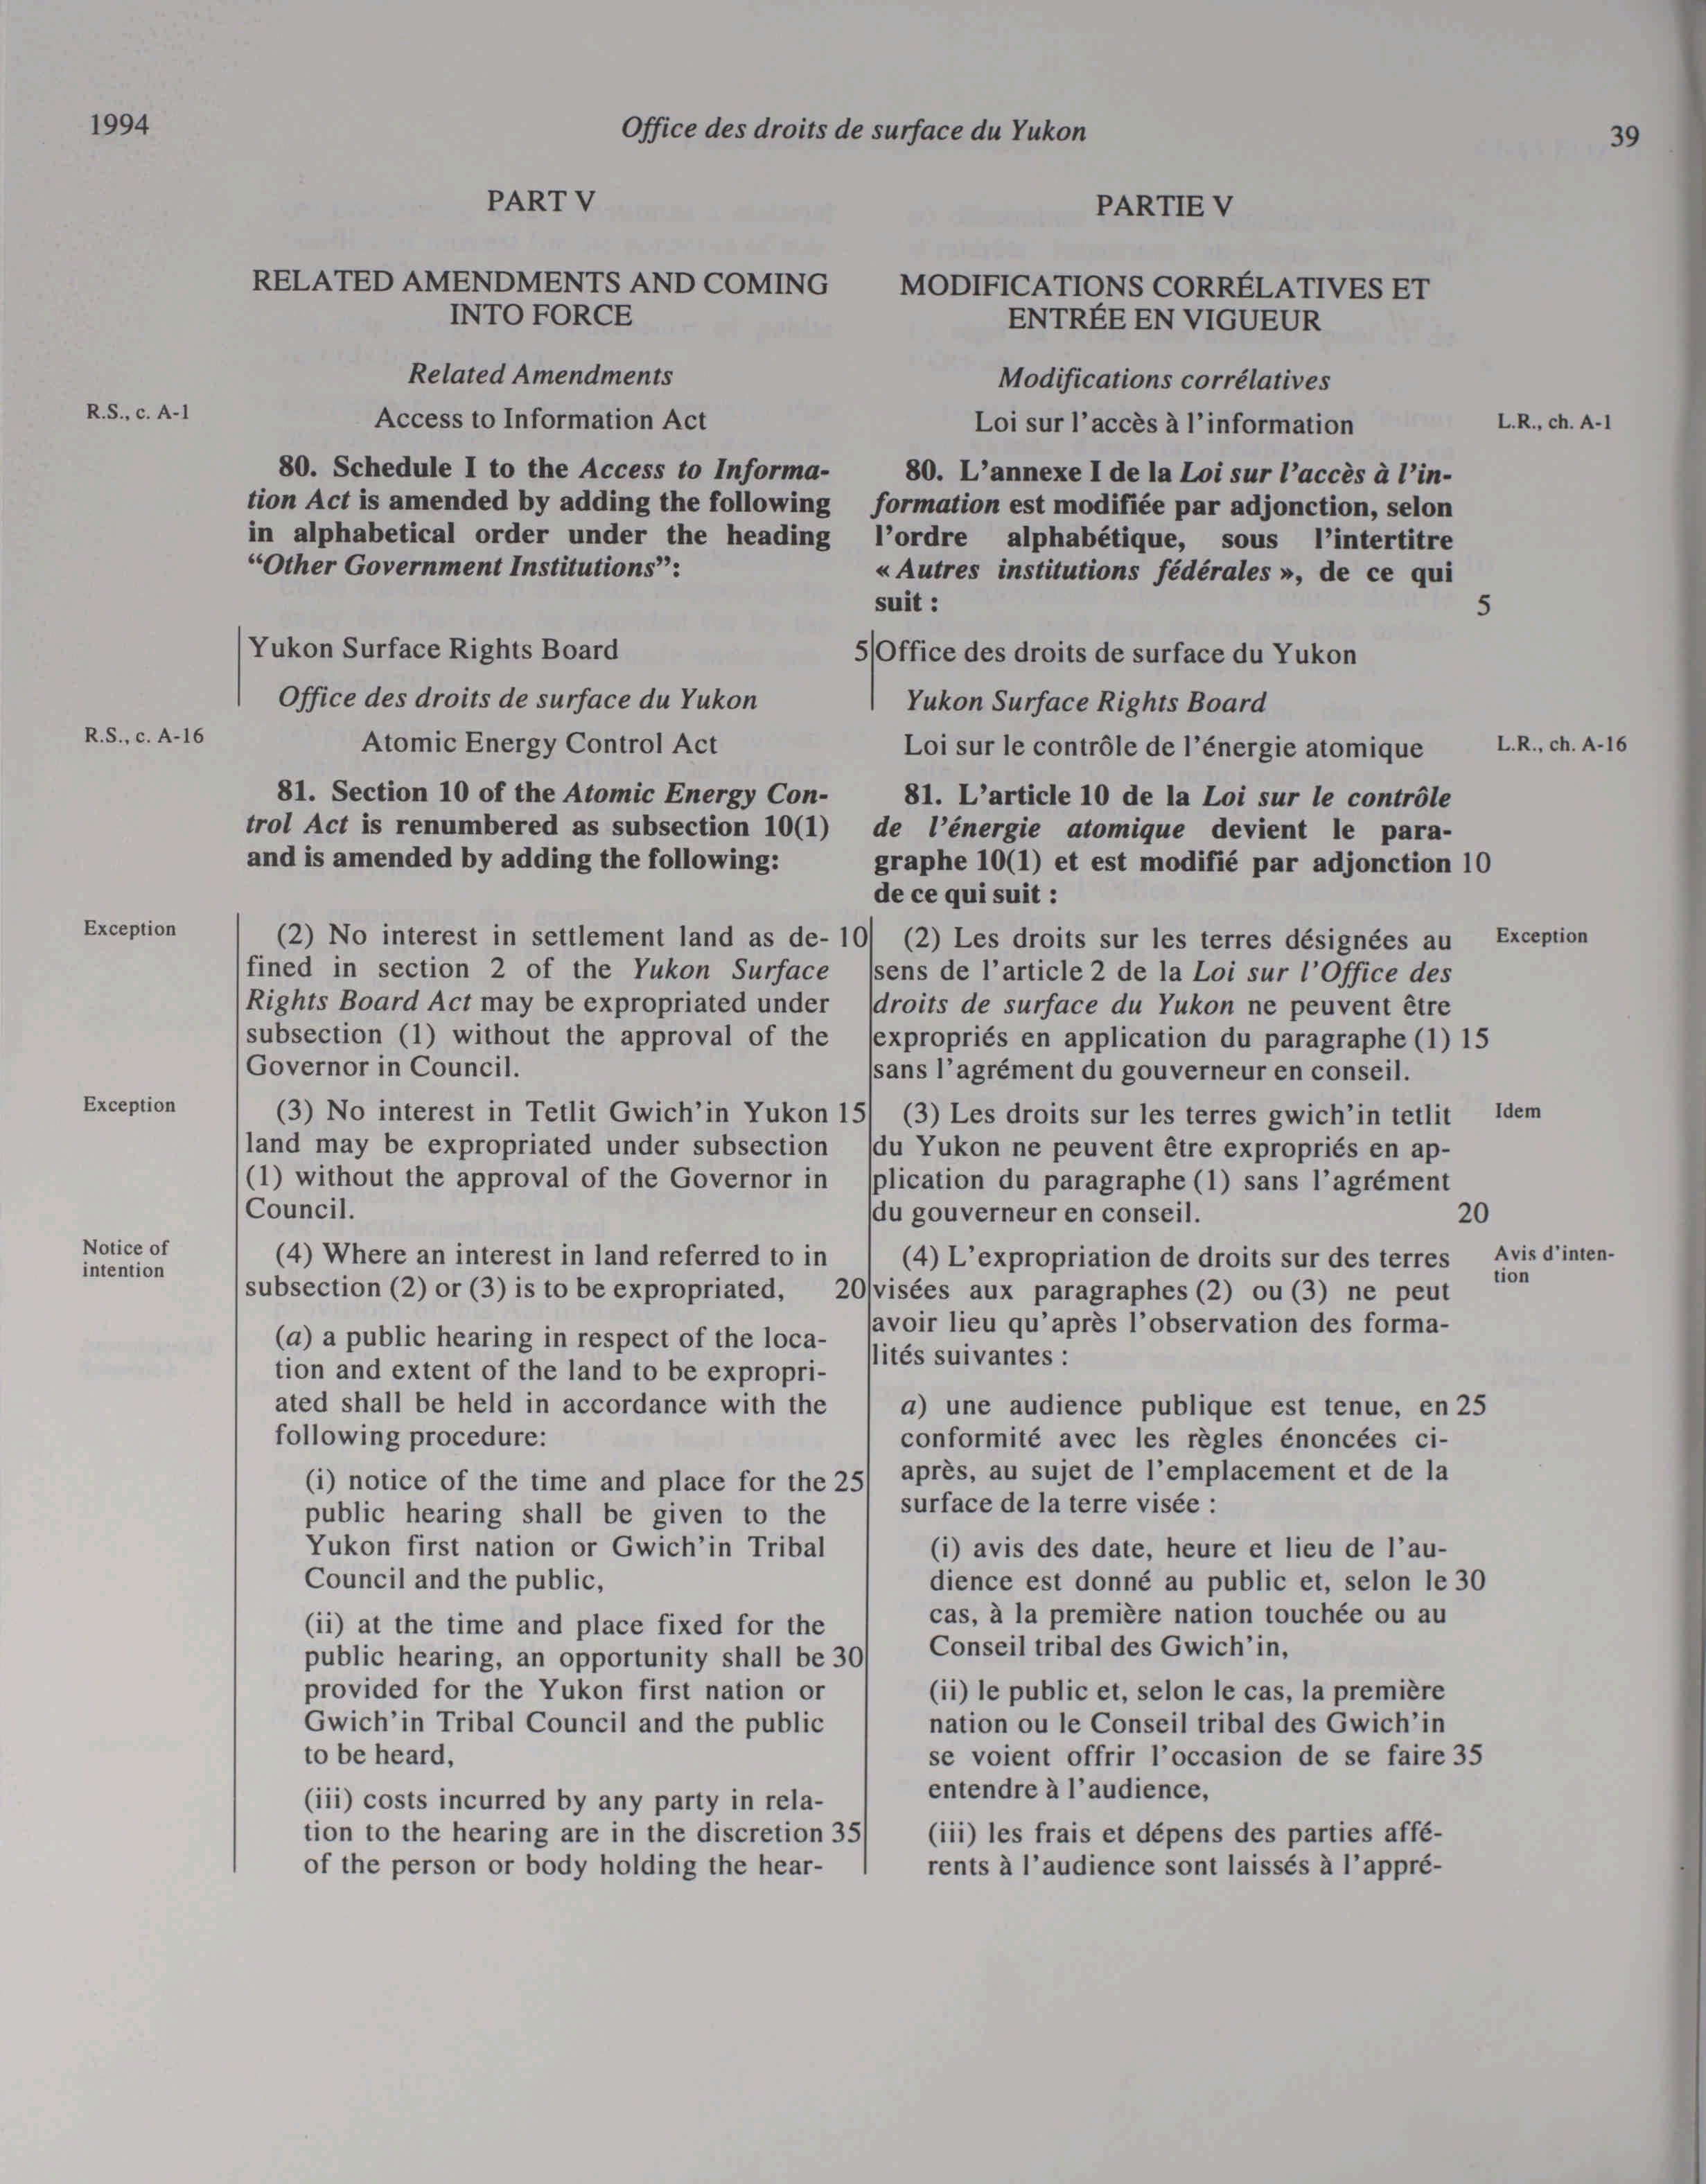 1994
Office des droits de surface du Yukon
39
PART V
RELATED AMENDMENTS AND COMING
INTO FORCE
Related Amendments
R.S., c. A-1
Access to Information Act
80. Schedule I to the Access to Informa-
tion Act is amended by adding the following
in alphabetical order under the heading
“Other Government Institutions”:
Yukon Surface Rights Board 5
Office des droits de surface du Yukon
R.S., c. A-16
Atomic Energy Control Act
81. Section 10 of the Atomic Energy Con-
trol Act is renumbered as subsection 10(1)
and is amended by adding the following:
Exception
(2) No interest in settlement land as de- 10
fined in section 2 of the Yukon Surface
Rights Board Act may be expropriated under
subsection (1) without the approval of the
Governor in Council.
Exception
(3) No interest in Tetlit Gwich’in Yukon 15
land may be expropriated under subsection
(1) without the approval of the Governor in
Council.
Notice of
intention
(4) Where an interest in land referred to in
subsection (2) or (3) is to be expropriated, 20
(a) a public hearing in respect of the loca-
tion and extent of the land to be expropri-
ated shall be held in accordance with the
following procedure:
(i) notice of the time and place for the 25
public hearing shall be given to the
Yukon first nation or Gwich’in Tribal
Council and the public,
(ii) at the time and place fixed for the
public hearing, an opportunity shall be 30
provided for the Yukon first nation or
Gwich’in Tribal Council and the public
to be heard,
(iii) costs incurred by any party in rela-
tion to the hearing are in the discretion 35
of the person or body holding the hear-
PARTIE V
MODIFICATIONS CORRÉLATIVES ET
ENTRÉE EN VIGUEUR
Modifications corrélatives
Loi sur l’accès à l’information
L.R., ch. A-1
80. L’annexe I de la Loi sur l’accès à l’in-
formation est modifiée par adjonction, selon
l’ordre alphabétique, sous l’intertitre
« Autres institutions fédérales », de ce qui
suit : 5
Office des droits de surface du Yukon
Yukon Surface Rights Board
Loi sur le contrôle de l’énergie atomique
L.R., ch. A-16
81. L’article 10 de la Loi sur le contrôle
de l’énergie atomique devient le para-
graphe 10(1) et est modifié par adjonction 10
de ce qui suit :
(2) Les droits sur les terres désignées au
Exception
sens de l’article 2 de la Loi sur l’Office des
droits de surface du Yukon ne peuvent être
expropriés en application du paragraphe (1) 15
sans l’agrément du gouverneur en conseil.
(3) Les droits sur les terres gwich’in tetlit
Idem
du Yukon ne peuvent être expropriés en ap-
plication du paragraphe (1) sans l’agrément
du gouverneur en conseil. 20
(4) L’expropriation de droits sur des terres
Avis d’inten-
tion
visées aux paragraphes (2) ou (3) ne peut
avoir lieu qu’après l’observation des forma-
lités suivantes :
a) une audience publique est tenue, en 25
conformité avec les règles énoncées ci-
après, au sujet de l’emplacement et de la
surface de la terre visée :
(i) avis des date, heure et lieu de l’au-
dience est donné au public et, selon le 30
cas, à la première nation touchée ou au
Conseil tribal des Gwich’in,
(ii) le public et, selon le cas, la première
nation ou le Conseil tribal des Gwich’in
se voient offrir l’occasion de se faire 35
entendre à l’audience,
(iii) les frais et dépens des parties affé-
rents à l’audience sont laissés à l’appré-